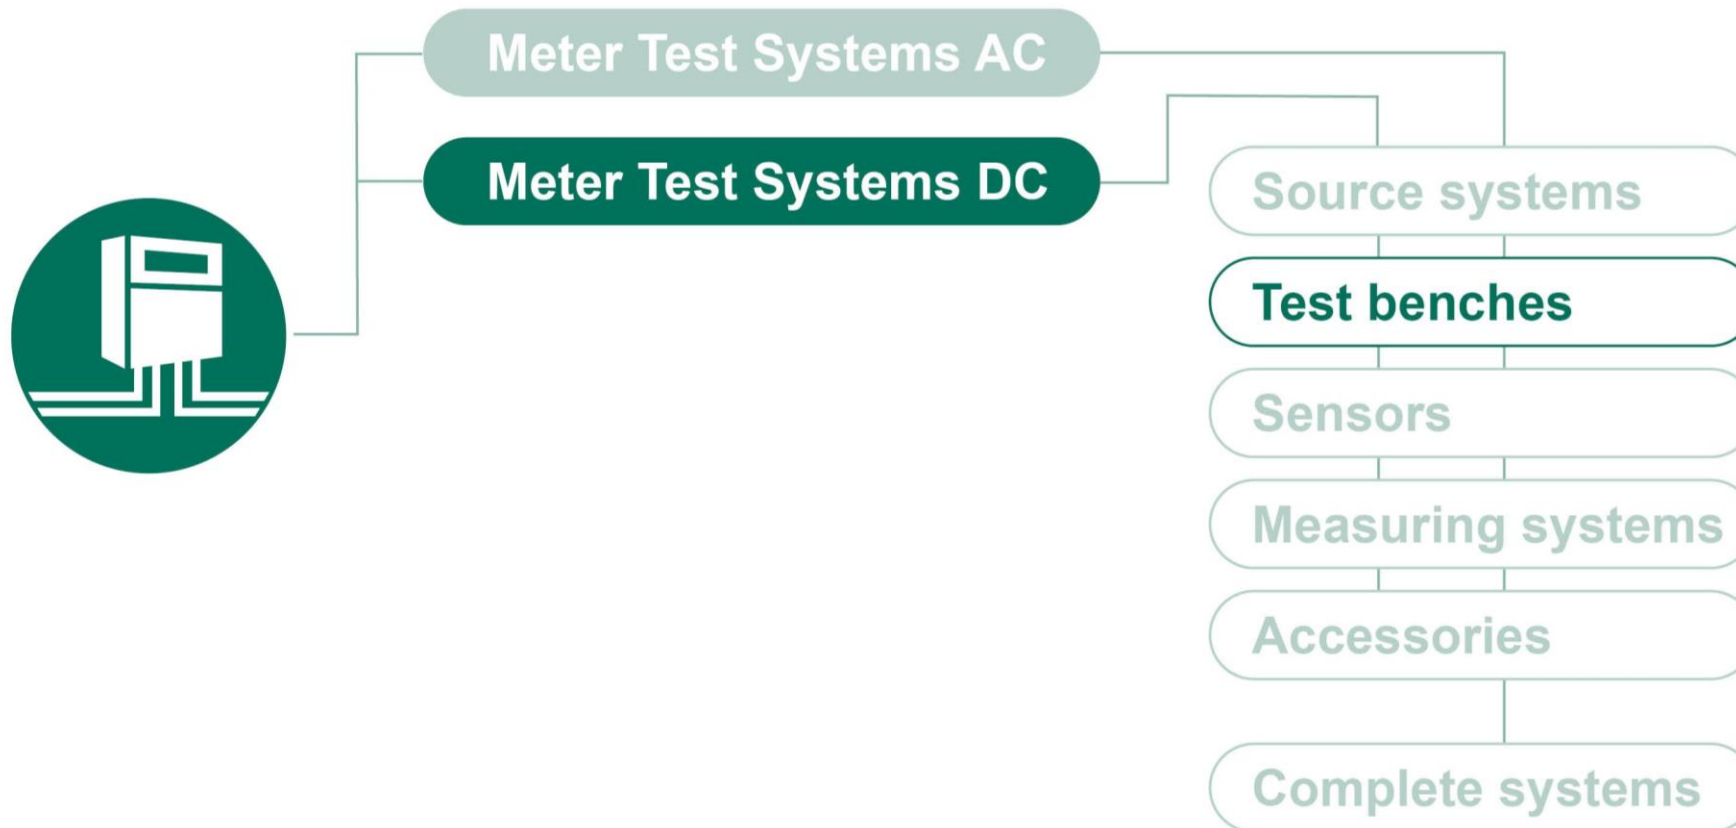 Meter Test Systems AC
Meter Test Systems DC
Source systems
Test benches
Sensors
Measuring systems
Accessories
Complete systems